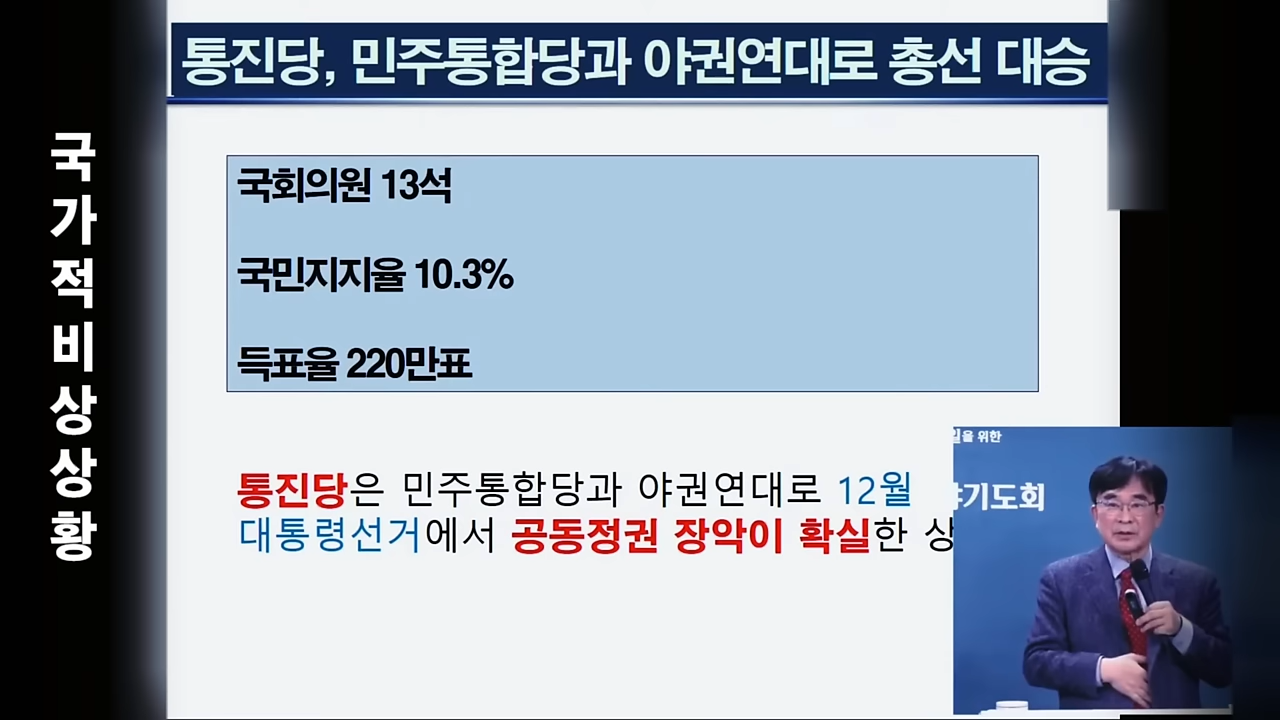 통진당, 민주통합당과 야권연대로 총선 대승
국가적비상상황
국회의원 13석
국민지지율 10.3%
득표율 220만표
통진당은 민주통합당과 야권연대로 12월
대통령선거에서 공동정권 장악이 확실한 상
을 위한
기도회